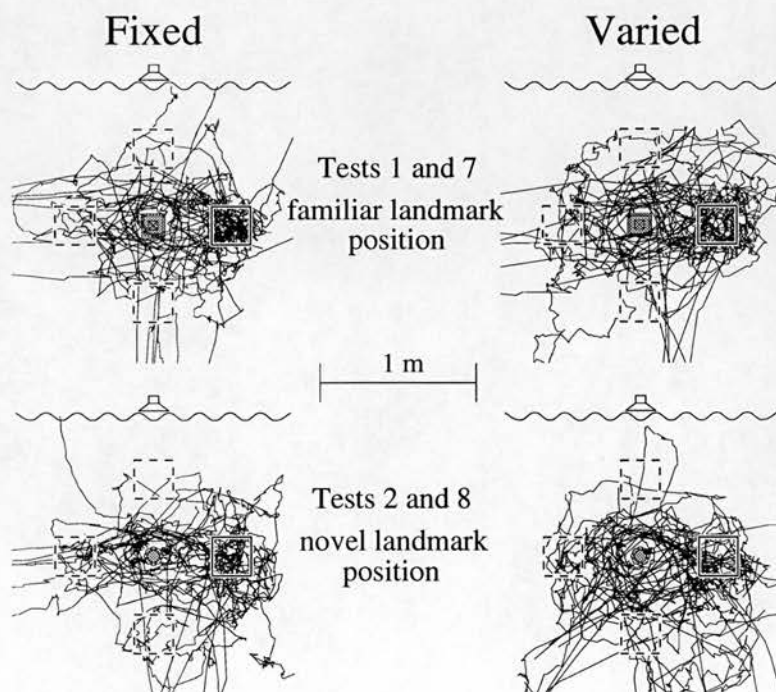 Fixed
Varied
Tests 1 and 7
familiar landmark
position
1 m
Tests 2 and 8
novel landmark
position